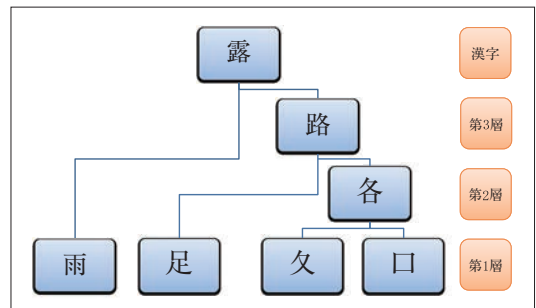 露
漢字
路
第3層
各
第2層
雨
足
夂
口
第1層